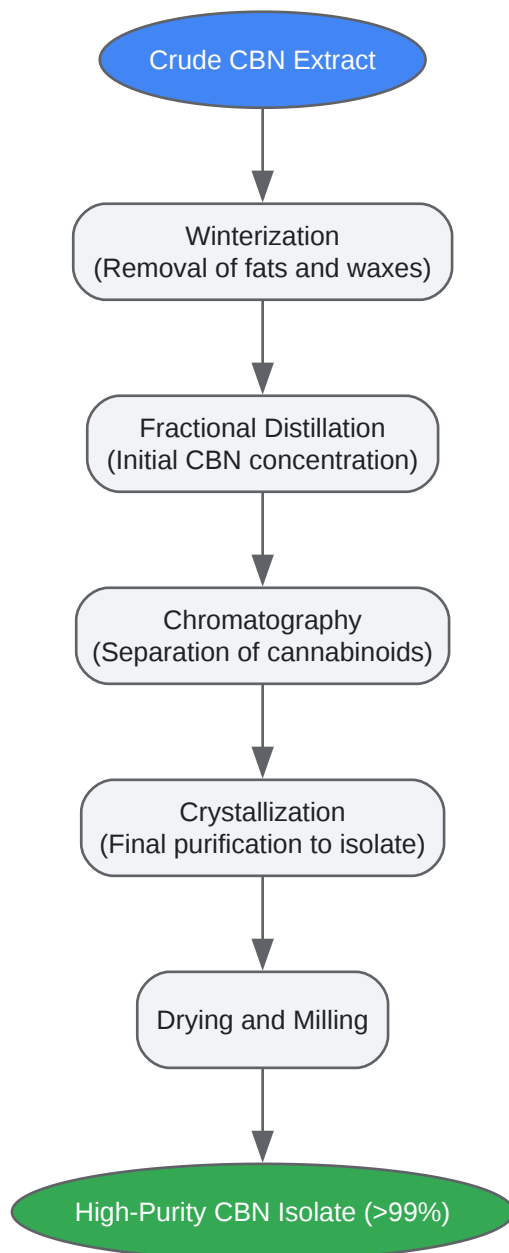 Crude CBN Extract
Winterization
(Removal of fats and waxes)
Fractional Distillation
(Initial CBN concentration)
Chromatography
(Separation of cannabinoids)
Crystallization
(Final purification to isolate)
Drying and Milling
High-Purity CBN Isolate (>99%)